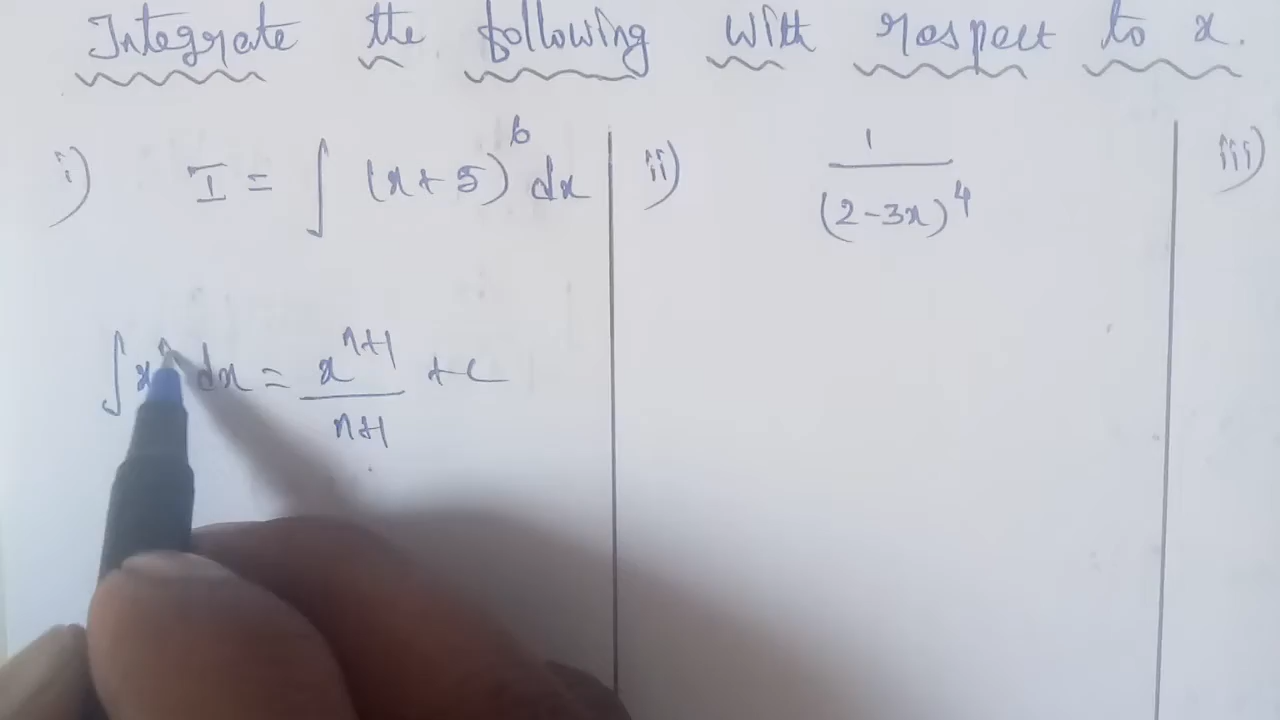 Integrate the following with respect to x.
i) I = ∫ (x + 5)^6 dx
∫ x^n dx = x^(n+1) / (n+1) + c
ii) 1 / (2-3x)^4
iii)